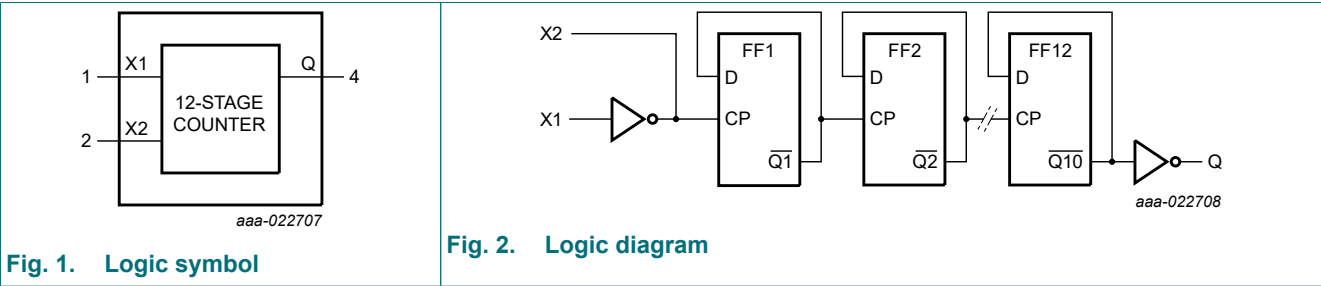 X1
Q
1
4
12-STAGE
COUNTER
X2
2
aaa-022707
Fig. 1. Logic symbol
X2
FF1
FF2
FF12
D
D
D
X1
CP
CP
CP
Q1
Q2
Q10
Q
aaa-022708
Fig. 2. Logic diagram